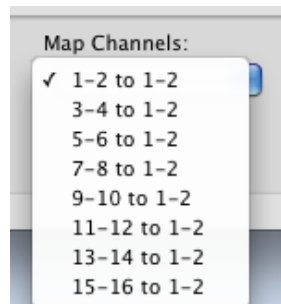 Map Channels:
✓ 1-2 to 1-2
3-4 to 1-2
5-6 to 1-2
7-8 to 1-2
9-10 to 1-2
11-12 to 1-2
13-14 to 1-2
15-16 to 1-2